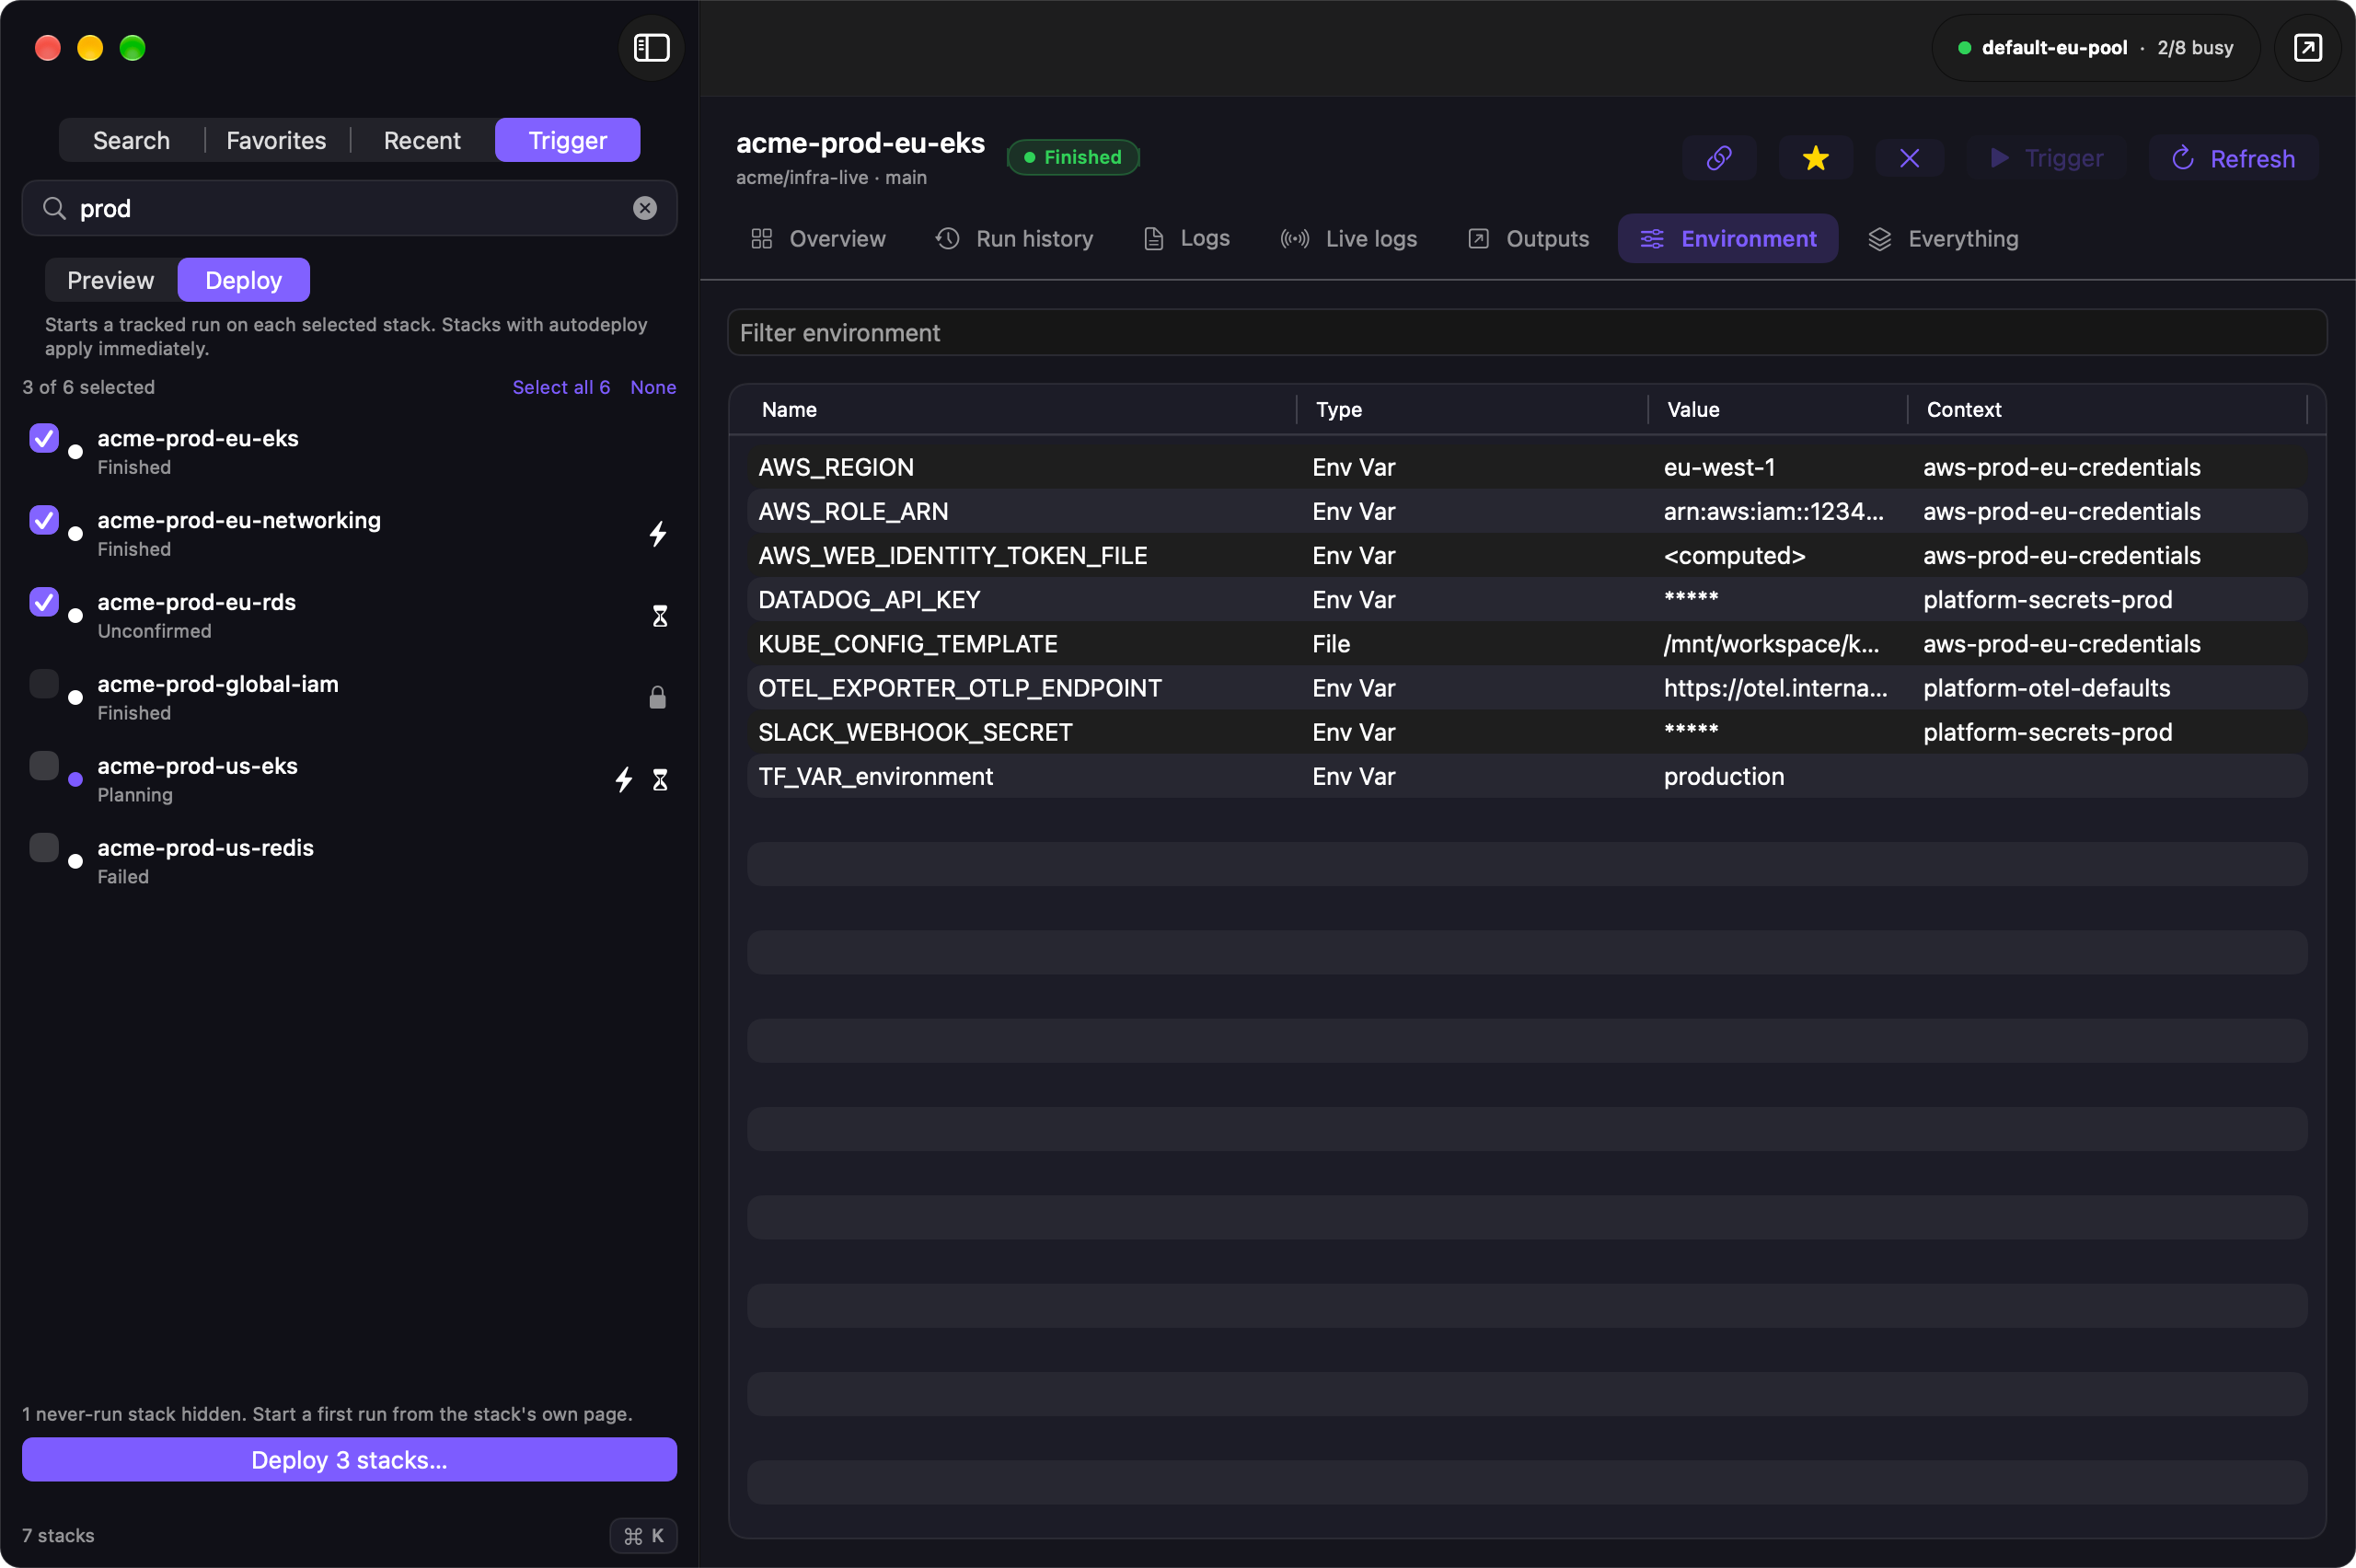 Search
Favorites
Recent
Trigger
prod
Preview
Deploy
Starts a tracked run on each selected stack. Stacks with autodeploy
apply immediately.
3 of 6 selected
Select all 6
None
acme-prod-eu-eks
Finished
acme-prod-eu-networking
Finished
acme-prod-eu-rds
Unconfirmed
acme-prod-global-iam
Finished
acme-prod-us-eks
Planning
acme-prod-us-redis
Failed
1 never-run stack hidden. Start a first run from the stack's own page.
Deploy 3 stacks...
7 stacks
⌘ K
default-eu-pool · 2/8 busy
acme-prod-eu-eks
Finished
acme/infra-live · main
Trigger
Refresh
Overview
Run history
Logs
Live logs
Outputs
Environment
Everything
Filter environment
Name Type Value Context
AWS_REGION Env Var eu-west-1 aws-prod-eu-credentials
AWS_ROLE_ARN Env Var arn:aws:iam::1234... aws-prod-eu-credentials
AWS_WEB_IDENTITY_TOKEN_FILE Env Var <computed> aws-prod-eu-credentials
DATADOG_API_KEY Env Var ***** platform-secrets-prod
KUBE_CONFIG_TEMPLATE File /mnt/workspace/k... aws-prod-eu-credentials
OTEL_EXPORTER_OTLP_ENDPOINT Env Var https://otel.interna... platform-otel-defaults
SLACK_WEBHOOK_SECRET Env Var ***** platform-secrets-prod
TF_VAR_environment Env Var production